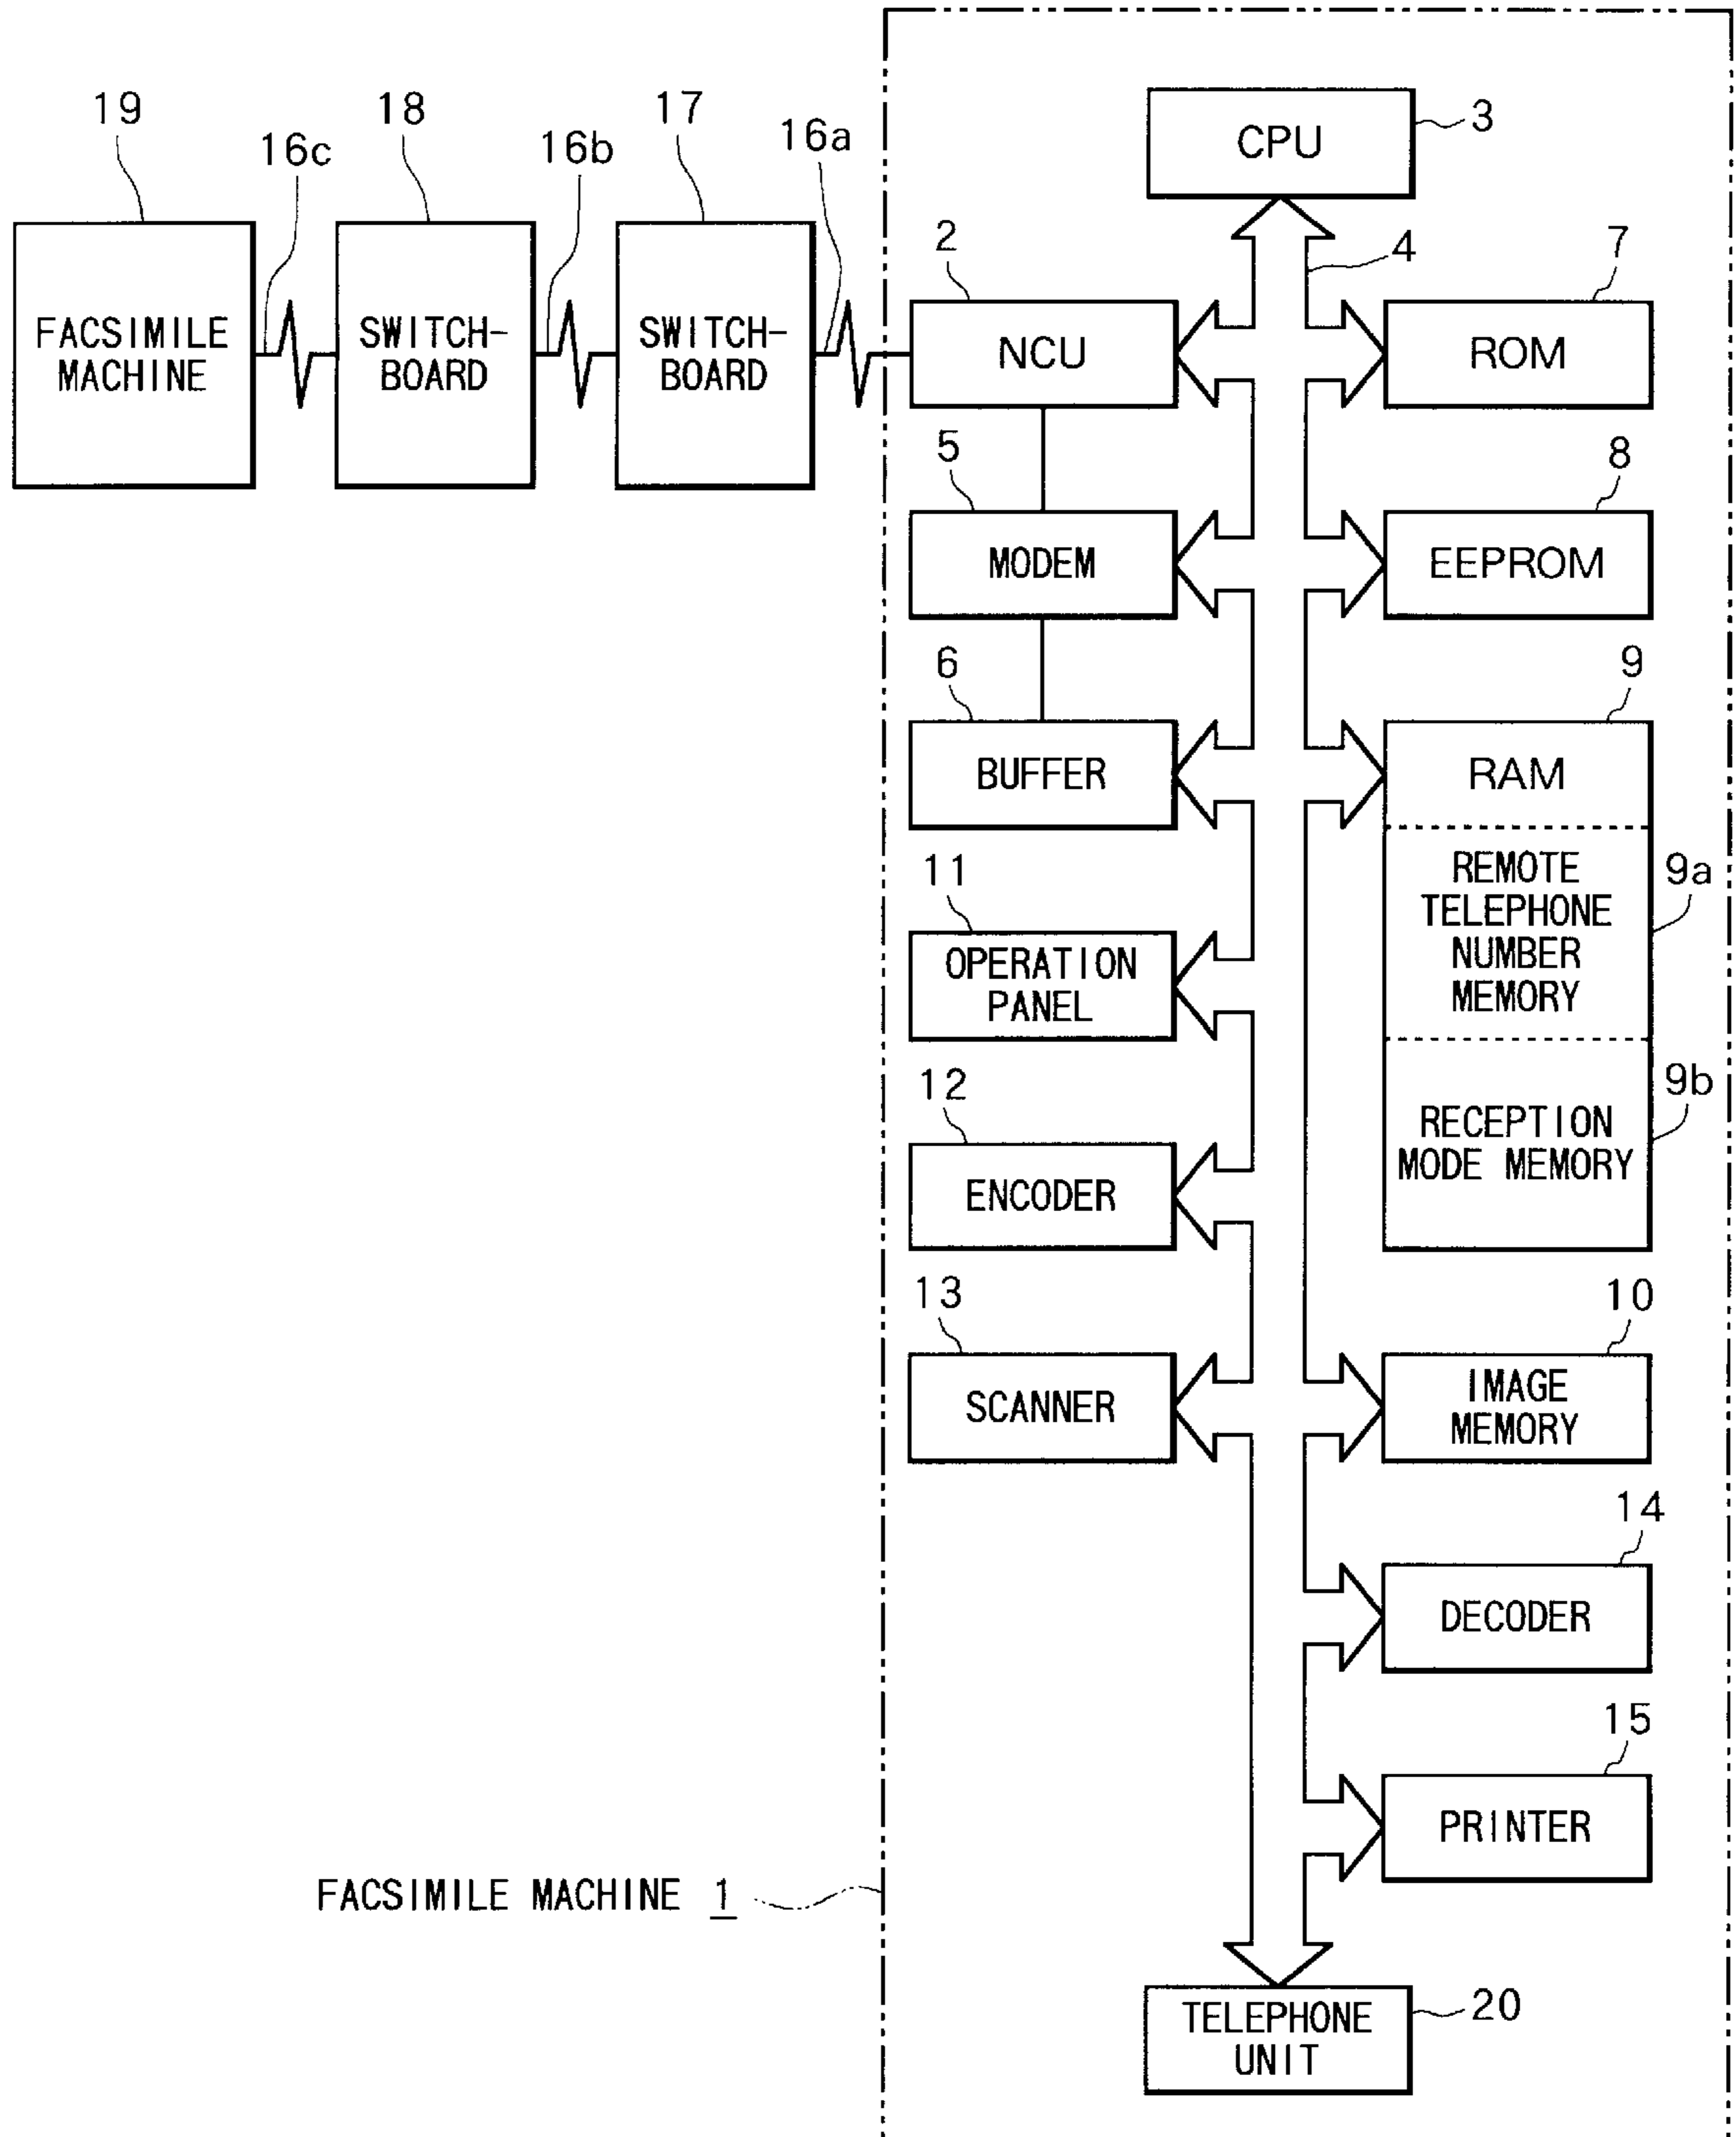 19
16c
18
16b
17
16a
3
CPU
2
4
7
FACSIMILE
MACHINE
SWITCH-
BOARD
SWITCH-
BOARD
NCU
ROM
5
8
MODEM
EEPROM
6
9
BUFFER
RAM
11
REMOTE
TELEPHONE
NUMBER
MEMORY
9a
OPERATION
PANEL
12
9b
RECEPTION
MODE MEMORY
ENCODER
13
10
SCANNER
IMAGE
MEMORY
14
DECODER
15
PRINTER
FACSIMILE MACHINE 1
20
TELEPHONE
UNIT